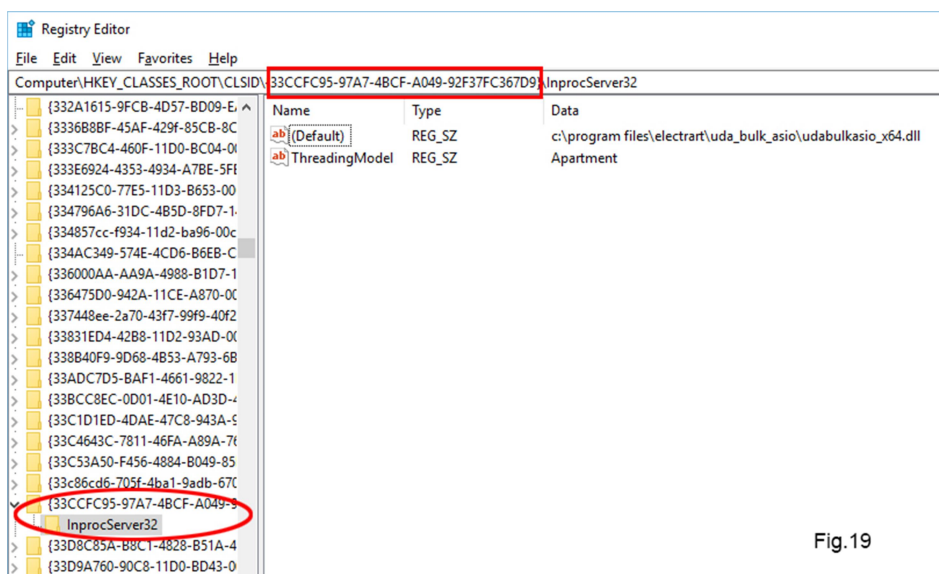 Registry Editor
File Edit View Favorites Help
Computer\HKEY_CLASSES_ROOT\CLSID\{33CCFC95-97A7-4BCF-A049-92F37FC367D9}\InprocServer32
{332A1615-9FCB-4D57-BD09-E
{3336B8BF-45AF-429f-85CB-8C
{333C7BC4-460F-11D0-BC04-0
{333E6924-4353-4934-A7BE-5F
{334125C0-77E5-11D3-B653-00
{334796A6-31DC-4B5D-8FD7-1
{334857cc-f934-11d2-ba96-00c
{334AC349-574E-4CD6-B6EB-C
{336000AA-AA9A-4988-B1D7-1
{336475D0-942A-11CE-A870-0
{337448ee-2a70-43f7-99f9-40f2
{33831ED4-42B8-11D2-93AD-0
{338B40F9-9D68-4B53-A793-6B
{33ADC7D5-BAF1-4661-9822-1
{33BCC8EC-0D01-4E10-AD3D-
{33C1D1ED-4DAE-47C8-943A-
{33C4643C-7811-46FA-A89A-7
{33C53A50-F456-4884-B049-85
{33c86cd6-705f-4ba1-9adb-670
{33CCFC95-97A7-4BCF-A049-9
InprocServer32
{33D8C85A-B8C1-4828-B51A-4
{33D9A760-90C8-11D0-BD43-0
Name Type Data
(Default) REG_SZ c:\program files\electrart\uda_bulk_asio\udabulkasio_x64.dll
ThreadingModel REG_SZ Apartment
Fig.19